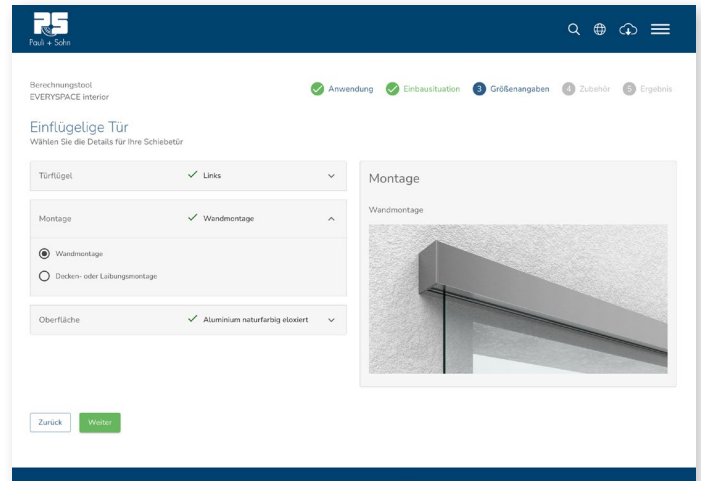 PS
Pauli + Sohn
Berechnungstool
EVERYSPACE interior
Anwendung
Einbausituation
3 Größenangaben
4 Zubehör
5 Ergebnis
Einflügelige Tür
Wählen Sie die Details für Ihre Schiebetür
Türflügel Links
Montage Wandmontage
Wandmontage
Decken- oder Laibungsmontage
Oberfläche Aluminium naturfarbig eloxiert
Montage
Wandmontage
Zurück
Weiter